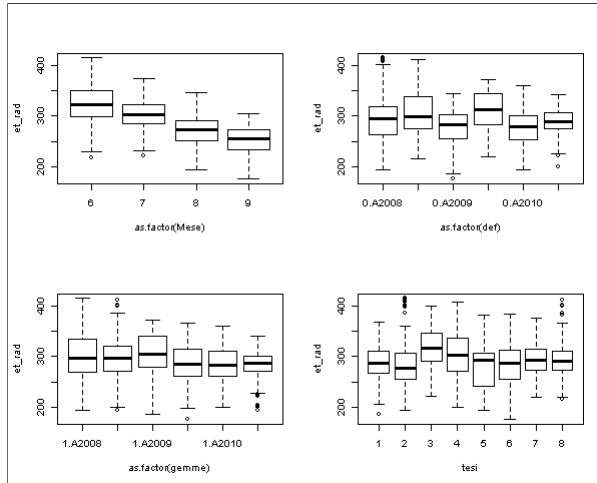 et_rad
400
300
200
6 7 8 9
as.factor(Mese)
et_rad
400
300
200
0.A2008 0.A2009 0.A2010
as.factor(def)
et_rad
400
300
200
1.A2008 1.A2009 1.A2010
as.factor(gemme)
et_rad
400
300
200
1 2 3 4 5 6 7 8
tesi